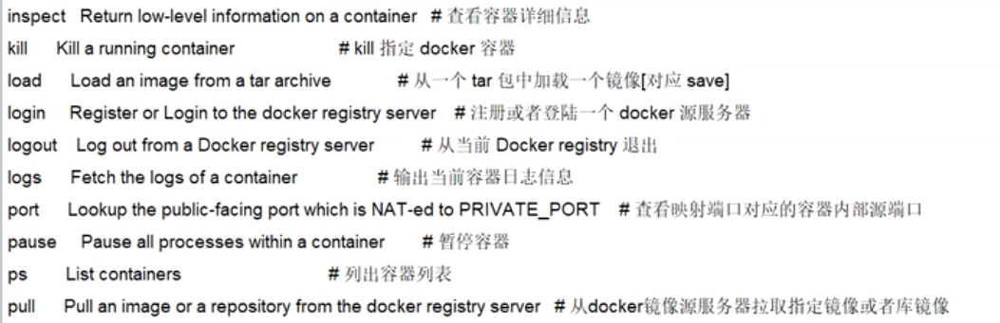 inspect Return low-level information on a container # 查看容器详细信息
kill Kill a running container # kill 指定 docker 容器
load Load an image from a tar archive # 从一个 tar 包中加载一个镜像[对应 save]
login Register or Login to the docker registry server # 注册或者登陆一个 docker 源服务器
logout Log out from a Docker registry server # 从当前 Docker registry 退出
logs Fetch the logs of a container # 输出当前容器日志信息
port Lookup the public-facing port which is NAT-ed to PRIVATE_PORT # 查看映射端口对应的容器内部源端口
pause Pause all processes within a container # 暂停容器
ps List containers # 列出容器列表
pull Pull an image or a repository from the docker registry server # 从docker镜像源服务器拉取指定镜像或者库镜像